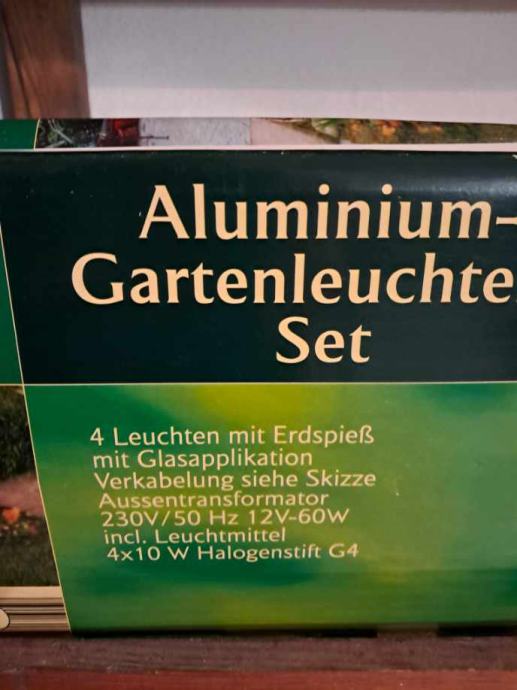 Aluminium-
Gartenleuchte
Set
4 Leuchten mit Erdspieß
mit Glasapplikation
Verkabelung siehe Skizze
Aussentransformator
230V/50 Hz 12V-60W
incl. Leuchtmittel
4x10 W Halogenstift G4